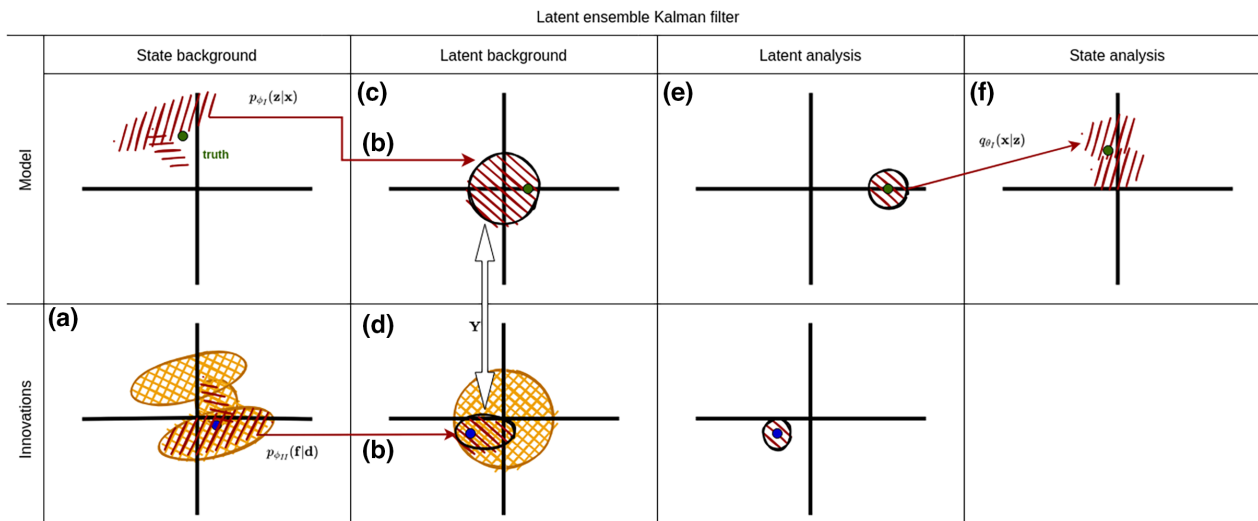 Latent ensemble Kalman filter
State background
Latent background
Latent analysis
State analysis
Model
p_{ϕ_I}(z|x)
truth
(c)
(b)
(e)
(f)
q_{θ_I}(x|z)
Innovations
(a)
p_{ϕ_{II}}(f|d)
Y
(d)
(b)